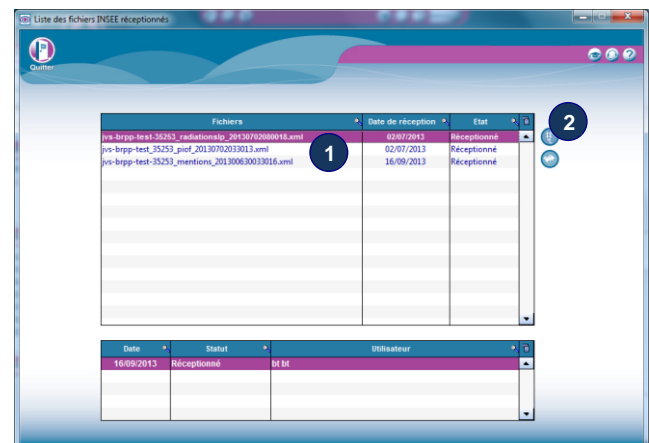 Liste des fichiers INSEE réceptionnés
Quitter
Fichiers Date de réception Etat
jvs-brpp-test-35253_radiationslp_20130702080018.xml 02/07/2013 Réceptionné
jvs-brpp-test_35253_piof_20130702033013.xml 02/07/2013 Réceptionné
jvs-brpp-test-35253_mentions_201300630033016.xml 16/09/2013 Réceptionné
1
2
Date Statut Utilisateur
16/09/2013 Réceptionné bt bt